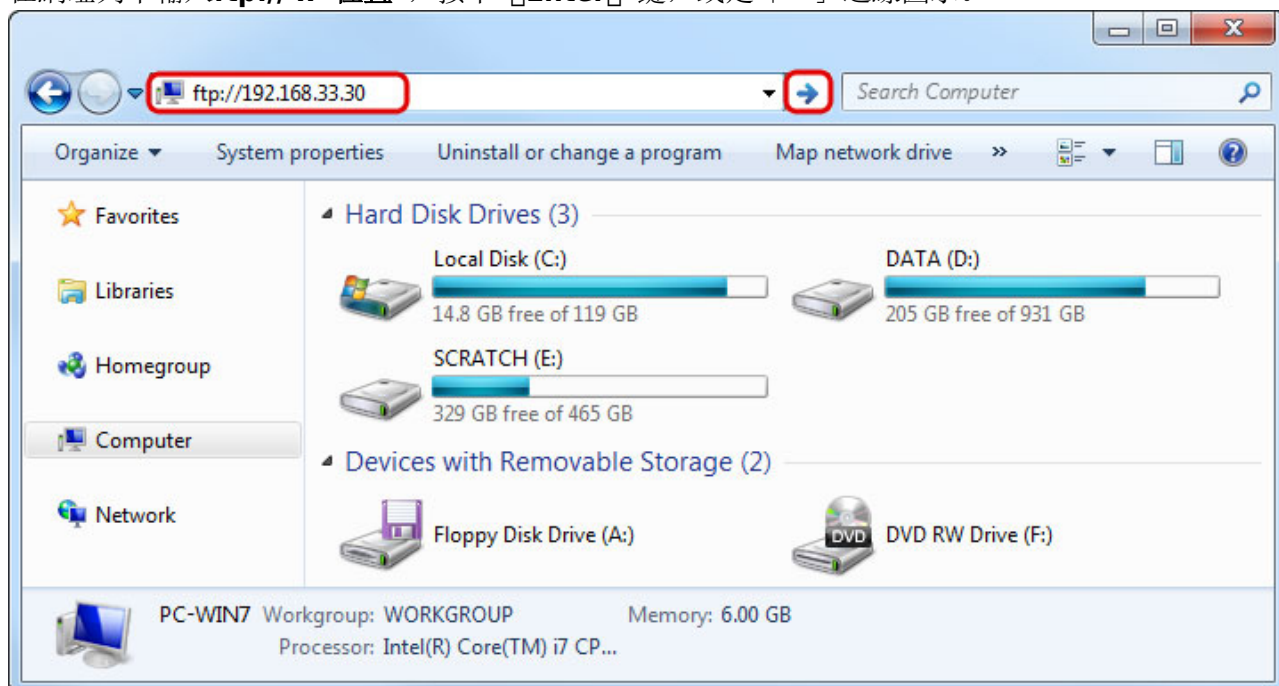 ftp://192.168.33.30
Search Computer
Organize System properties Uninstall or change a program Map network drive »
Favorites
Libraries
Homegroup
Computer
Network
Hard Disk Drives (3)
Local Disk (C:)
14.8 GB free of 119 GB
DATA (D:)
205 GB free of 931 GB
SCRATCH (E:)
329 GB free of 465 GB
Devices with Removable Storage (2)
Floppy Disk Drive (A:)
DVD
DVD RW Drive (F:)
PC-WIN7 Workgroup: WORKGROUP Memory: 6.00 GB
Processor: Intel(R) Core(TM) i7 CP...